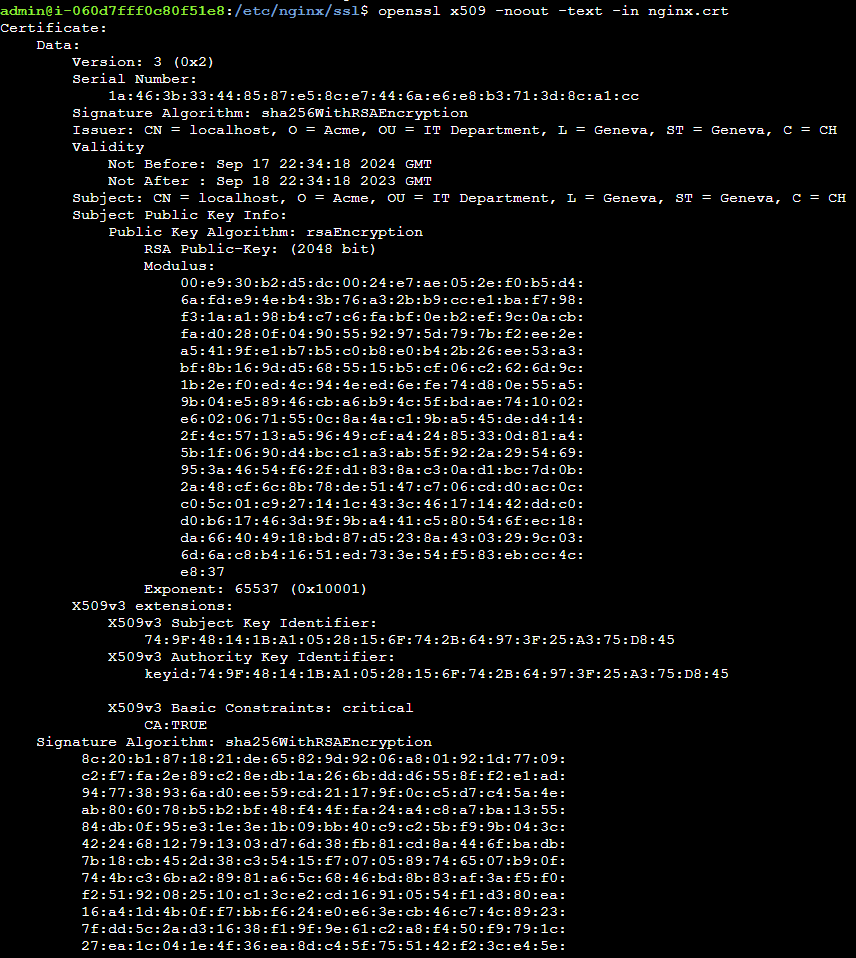 admin@i-060d7fff0c80f51e8:/etc/nginx/ssl$ openssl x509 -noout -text -in nginx.crt
Certificate:
Data:
Version: 3 (0x2)
Serial Number:
1a:46:3b:33:44:85:87:e5:8c:e7:44:6a:e6:e8:b3:71:3d:8c:a1:cc
Signature Algorithm: sha256WithRSAEncryption
Issuer: CN = localhost, O = Acme, OU = IT Department, L = Geneva, ST = Geneva, C = CH
Validity
Not Before: Sep 17 22:34:18 2024 GMT
Not After : Sep 18 22:34:18 2023 GMT
Subject: CN = localhost, O = Acme, OU = IT Department, L = Geneva, ST = Geneva, C = CH
Subject Public Key Info:
Public Key Algorithm: rsaEncryption
RSA Public-Key: (2048 bit)
Modulus:
00:e9:30:b2:d5:dc:00:24:e7:ae:05:2e:f0:b5:d4:
6a:fd:e9:4e:b4:3b:76:a3:2b:b9:cc:e1:ba:f7:98:
f3:1a:a1:98:b4:c7:c6:fa:bf:0e:b2:ef:9c:0a:cb:
fa:d0:28:0f:04:90:55:92:97:5d:79:7b:f2:ee:2e:
a5:41:9f:e1:b7:b5:c0:b8:e0:b4:2b:26:ee:53:a3:
bf:8b:16:9d:d5:68:55:15:b5:cf:06:c2:62:6d:9c:
1b:2e:f0:ed:4c:94:4e:ed:6e:fe:74:d8:0e:55:a5:
9b:04:e5:89:46:cb:a6:b9:4c:5f:bd:ae:74:10:02:
e6:02:06:71:55:0c:8a:4a:c1:9b:a5:45:de:d4:14:
2f:4c:57:13:a5:96:49:cf:a4:24:85:33:0d:81:a4:
5b:1f:06:90:d4:bc:c1:a3:ab:5f:92:2a:29:54:69:
95:3a:46:54:f6:2f:d1:83:8a:c3:0a:d1:bc:7d:0b:
2a:48:cf:6c:8b:78:de:51:47:c7:06:cd:d0:ac:0c:
c0:5c:01:c9:27:14:1c:43:3c:46:17:14:42:dd:c0:
d0:b6:17:46:3d:9f:9b:a4:41:c5:80:54:6f:ec:18:
da:66:40:49:18:bd:87:d5:23:8a:43:03:29:9c:03:
6d:6a:c8:b4:16:51:ed:73:3e:54:f5:83:eb:cc:4c:
e8:37
Exponent: 65537 (0x10001)
X509v3 extensions:
X509v3 Subject Key Identifier:
74:9F:48:14:1B:A1:05:28:15:6F:74:2B:64:97:3F:25:A3:75:D8:45
X509v3 Authority Key Identifier:
keyid:74:9F:48:14:1B:A1:05:28:15:6F:74:2B:64:97:3F:25:A3:75:D8:45
X509v3 Basic Constraints: critical
CA:TRUE
Signature Algorithm: sha256WithRSAEncryption
8c:20:b1:87:18:21:de:65:82:9d:92:06:a8:01:92:1d:77:09:
c2:f7:fa:2e:89:c2:8e:db:1a:26:6b:dd:d6:55:8f:f2:e1:ad:
94:77:38:93:6a:d0:ee:59:cd:21:17:9f:0c:c5:d7:c4:5a:4e:
ab:80:60:78:b5:b2:bf:48:f4:4f:fa:24:a4:c8:a7:ba:13:55:
84:db:0f:95:e3:1e:3e:1b:09:bb:40:c9:c2:5b:f9:9b:04:3c:
42:24:68:12:79:13:03:d7:6d:38:fb:81:cd:8a:44:6f:ba:db:
7b:18:cb:45:2d:38:c3:54:15:f7:07:05:89:74:65:07:b9:0f:
74:4b:c3:6b:a2:89:81:a6:5c:68:46:bd:8b:83:af:3a:f5:f0:
f2:51:92:08:25:10:c1:3c:e2:cd:16:91:05:54:f1:d3:80:ea:
16:a4:1d:4b:0f:f7:bb:f6:24:e0:e6:3e:cb:46:c7:4c:89:23:
7f:dd:5c:2a:d3:16:38:f1:9f:9e:61:c2:a8:f4:50:f9:79:1c:
27:ea:1c:04:1e:4f:36:ea:8d:c4:5f:75:51:42:f2:3c:e4:5e: